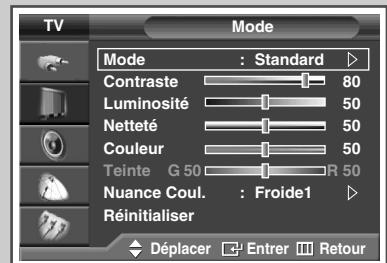 TV Mode
Mode : Standard
Contraste 80
Luminosité 50
Netteté 50
Couleur 50
Teinte G 50 R 50
Nuance Coul. : Froide1
Réinitialiser
Déplacer Entrer Retour